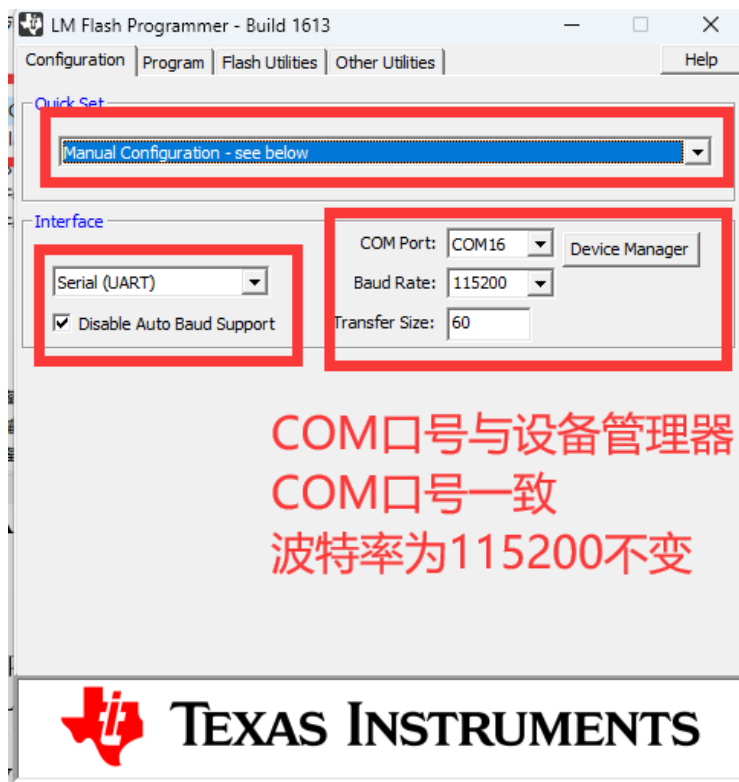 LM Flash Programmer - Build 1613
Configuration Program Flash Utilities Other Utilities Help
Quick Set
Manual Configuration - see below
Interface
COM Port: COM16 Device Manager
Serial (UART) Baud Rate: 115200
Disable Auto Baud Support Transfer Size: 60
COM口号与设备管理器
COM口号一致
波特率为115200不变
TEXAS INSTRUMENTS